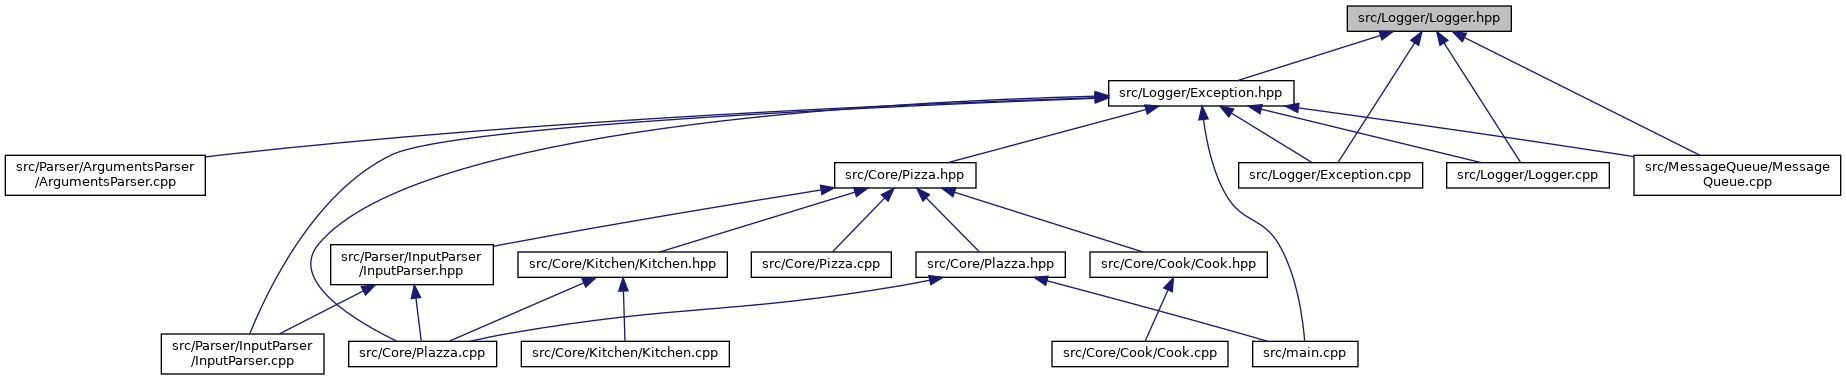 src/Logger/Logger.hpp
src/Logger/Exception.hpp
src/Parser/ArgumentsParser
/ArgumentsParser.cpp
src/Core/Pizza.hpp
src/Logger/Exception.cpp
src/Logger/Logger.cpp
src/MessageQueue/Message
Queue.cpp
src/Parser/InputParser
/InputParser.hpp
src/Core/Kitchen/Kitchen.hpp
src/Core/Pizza.cpp
src/Core/Plazza.hpp
src/Core/Cook/Cook.hpp
src/Parser/InputParser
/InputParser.cpp
src/Core/Plazza.cpp
src/Core/Kitchen/Kitchen.cpp
src/Core/Cook/Cook.cpp
src/main.cpp